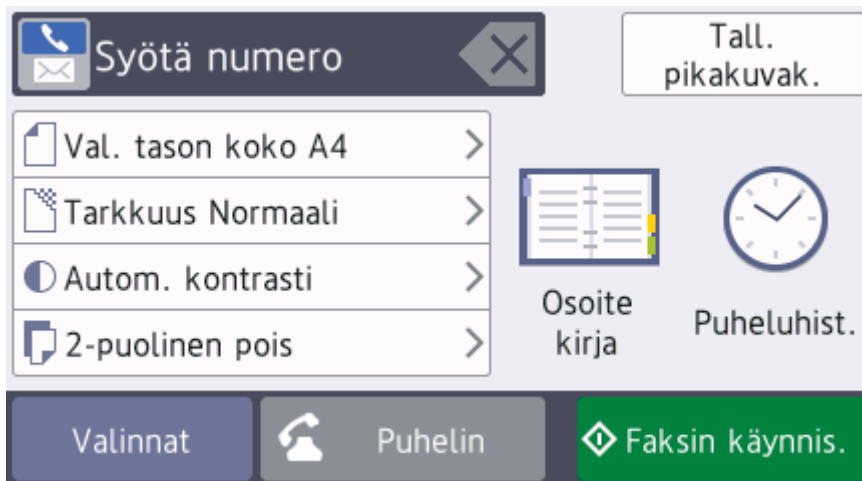 Syötä numero
Tall.
pikakuvak.
Val. tason koko A4
Tarkkuus Normaali
Autom. kontrasti
2-puolinen pois
Osoite
kirja
Puheluhist.
Valinnat
Puhelin
Faksin käynnis.